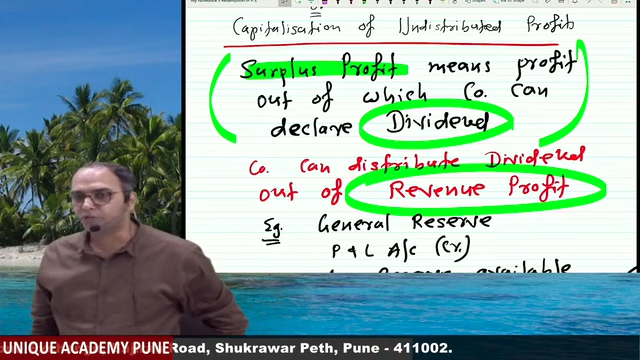 Capitalisation of Undistributed Profit
Surplus Profit means profit
out of which Co. Can
declare Dividend
Co. Can distribute Dividend
out of Revenue Profit
Eg. General Reserve
P & L A/c (Cr.)
available
UNIQUE ACADEMY PUNE Road, Shukrawar Peth, Pune - 411002.